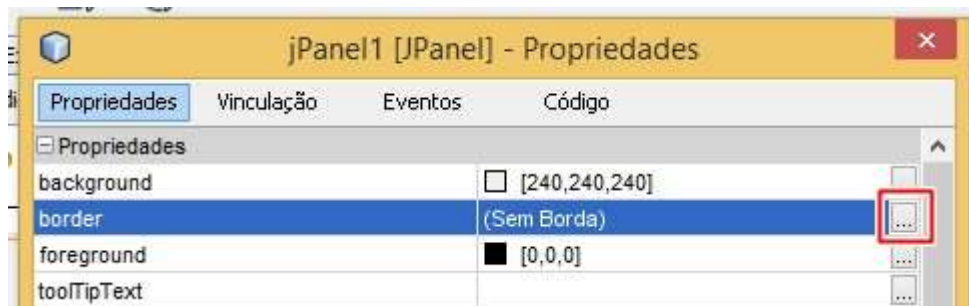 jPanel1 [JPanel] - Propriedades
Propriedades Vinculação Eventos Código
Propriedades
background [240,240,240]
border (Sem Borda) ...
foreground [0,0,0] ...
toolTipText ...